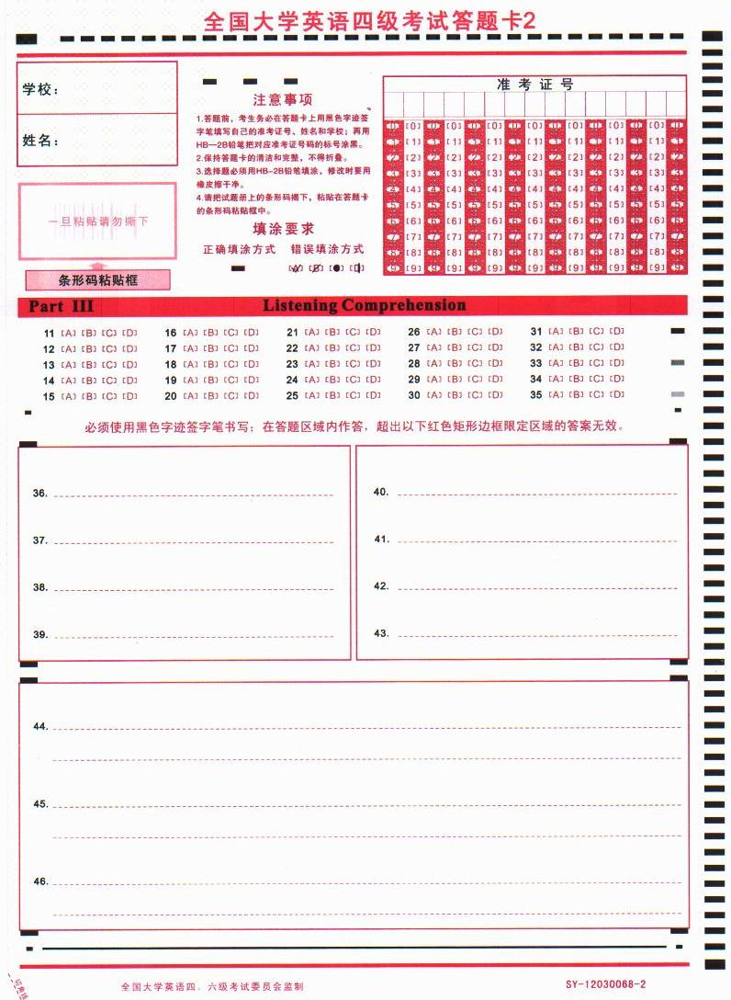 全国大学英语四级考试答题卡2
学校：
姓名：
一旦粘贴请勿撕下
条形码粘贴框
注意事项
1.答题前，考生务必在答题卡上用黑色字迹签
字笔填写自己的准考证号、姓名和学校；再用
HB—2B铅笔把对应准考证号码的标号涂黑。
2.保持答题卡的清洁和完整，不得折叠。
3.选择题必须用HB-2B铅笔填涂，修改时要用
橡皮擦干净。
4.请把试题册上的条形码揭下，粘贴在答题卡
的条形码粘贴框中。
填涂要求
正确填涂方式 错误填涂方式
准考证号
[0] [0] [0] [0] [0] [0] [0] [0] [0] [0] [0] [0] [0] [0] [0]
[1] [1] [1] [1] [1] [1] [1] [1] [1] [1] [1] [1] [1] [1] [1]
[2] [2] [2] [2] [2] [2] [2] [2] [2] [2] [2] [2] [2] [2] [2]
[3] [3] [3] [3] [3] [3] [3] [3] [3] [3] [3] [3] [3] [3] [3]
[4] [4] [4] [4] [4] [4] [4] [4] [4] [4] [4] [4] [4] [4] [4]
[5] [5] [5] [5] [5] [5] [5] [5] [5] [5] [5] [5] [5] [5] [5]
[6] [6] [6] [6] [6] [6] [6] [6] [6] [6] [6] [6] [6] [6] [6]
[7] [7] [7] [7] [7] [7] [7] [7] [7] [7] [7] [7] [7] [7] [7]
[8] [8] [8] [8] [8] [8] [8] [8] [8] [8] [8] [8] [8] [8] [8]
[9] [9] [9] [9] [9] [9] [9] [9] [9] [9] [9] [9] [9] [9] [9]
Part III Listening Comprehension
11 [A] [B] [C] [D] 16 [A] [B] [C] [D] 21 [A] [B] [C] [D] 26 [A] [B] [C] [D] 31 [A] [B] [C] [D]
12 [A] [B] [C] [D] 17 [A] [B] [C] [D] 22 [A] [B] [C] [D] 27 [A] [B] [C] [D] 32 [A] [B] [C] [D]
13 [A] [B] [C] [D] 18 [A] [B] [C] [D] 23 [A] [B] [C] [D] 28 [A] [B] [C] [D] 33 [A] [B] [C] [D]
14 [A] [B] [C] [D] 19 [A] [B] [C] [D] 24 [A] [B] [C] [D] 29 [A] [B] [C] [D] 34 [A] [B] [C] [D]
15 [A] [B] [C] [D] 20 [A] [B] [C] [D] 25 [A] [B] [C] [D] 30 [A] [B] [C] [D] 35 [A] [B] [C] [D]
必须使用黑色字迹签字笔书写；在答题区域内作答，超出以下红色矩形边框限定区域的答案无效。
36.
37.
38.
39.
40.
41.
42.
43.
44.
45.
46.
全国大学英语四、六级考试委员会监制
SY-12030068-2